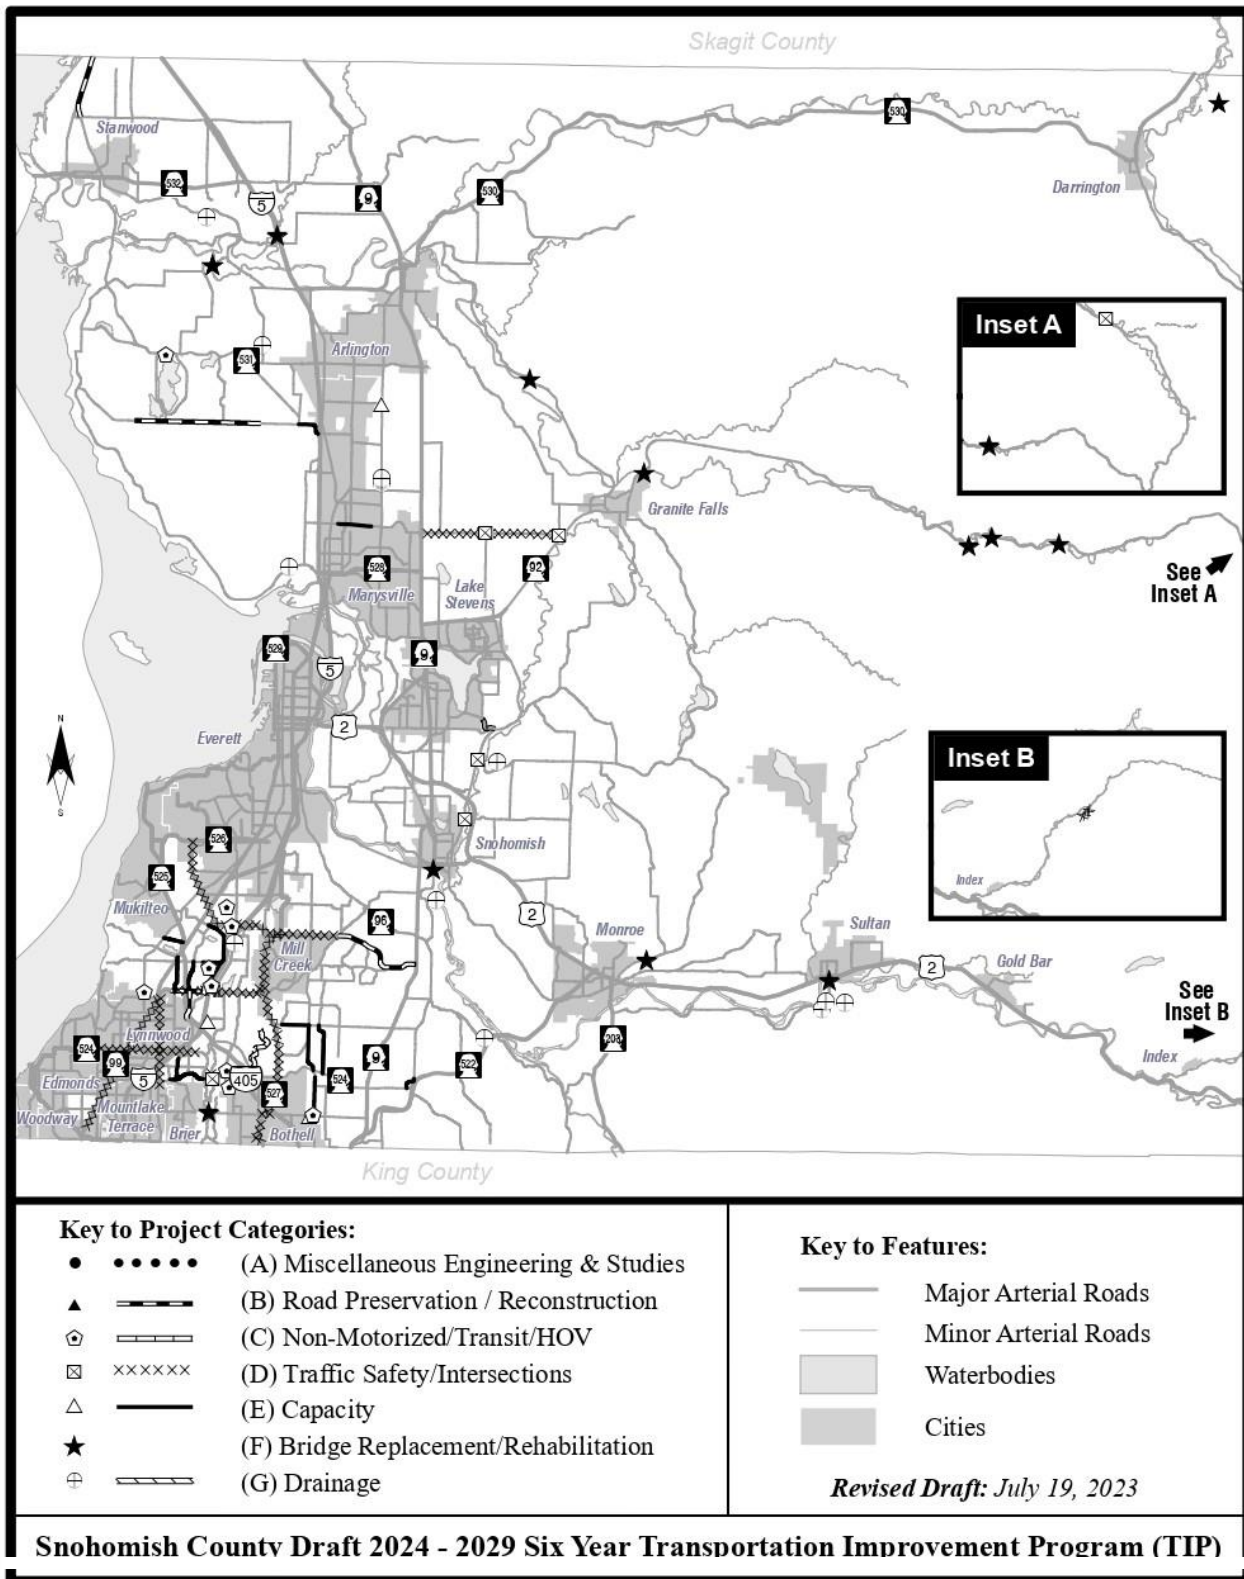 Skagit County
Stanwood
530
Darrington
532
5
9
530
Inset A
531
Arlington
Granite Falls
See
Inset A
528
92
Marysville
Lake
Stevens
529
9
5
2
Everett
Inset B
Index
N
S
526
Snohomish
525
Mukilteo
2
96
Monroe
Sultan
Mill
Creek
2
Gold Bar
See
Inset B
Lynnwood
Index
524
99
9
522
203
Edmonds
5
405
527
524
Woodway
Mountlake
Terrace
Brier
Bothell
King County
Key to Project Categories:
(A) Miscellaneous Engineering & Studies
(B) Road Preservation / Reconstruction
(C) Non-Motorized/Transit/HOV
(D) Traffic Safety/Intersections
(E) Capacity
(F) Bridge Replacement/Rehabilitation
(G) Drainage
Key to Features:
Major Arterial Roads
Minor Arterial Roads
Waterbodies
Cities
Revised Draft: July 19, 2023
Snohomish County Draft 2024 - 2029 Six Year Transportation Improvement Program (TIP)